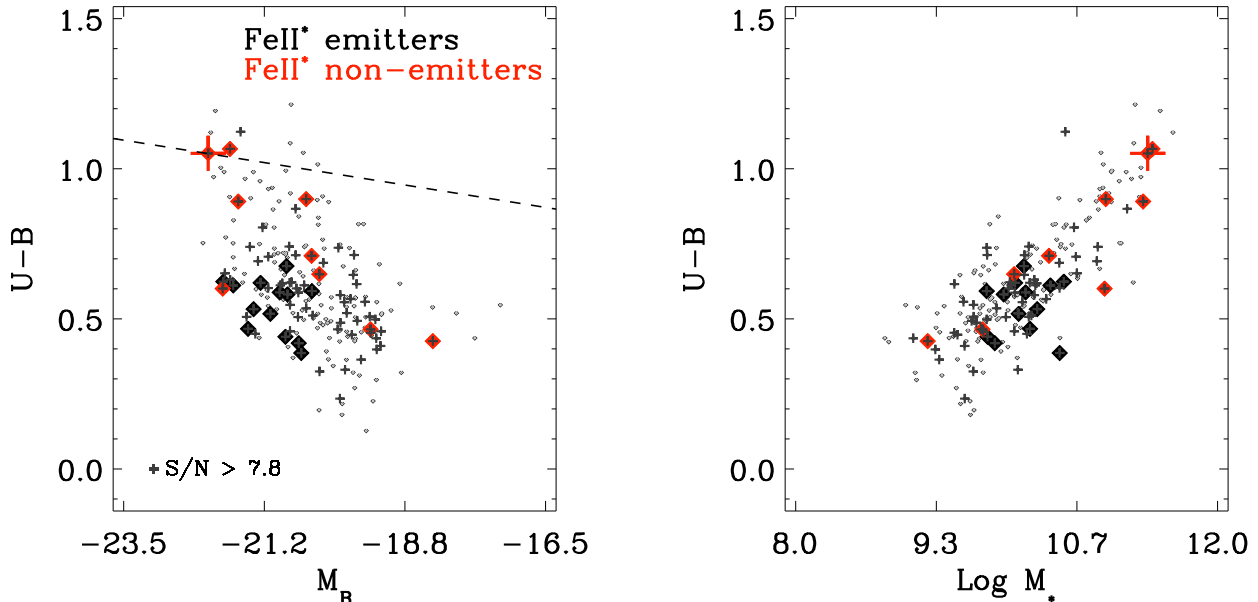 FeII* emitters
FeII* non-emitters
1.5
1.0
0.5
0.0
U-B
S/N > 7.8
-23.5 -21.2 -18.8 -16.5
M_B
1.5
1.0
0.5
0.0
U-B
8.0 9.3 10.7 12.0
Log M_*